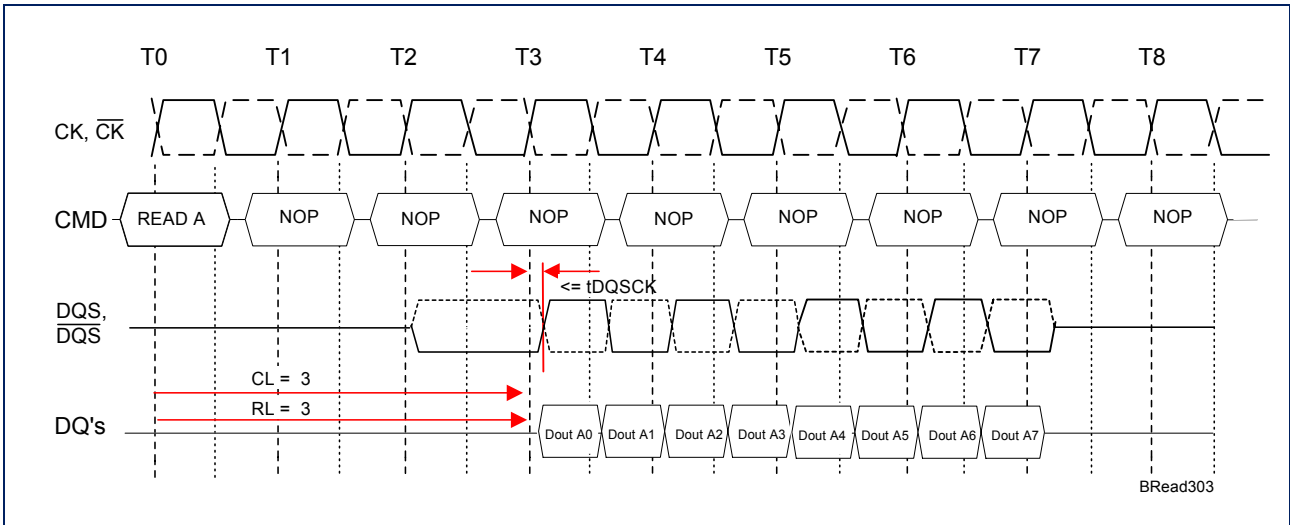 T0 T1 T2 T3 T4 T5 T6 T7 T8
CK, C̅K̅
CMD READ A NOP NOP NOP NOP NOP NOP NOP NOP
<= tDQSCK
DQS,
D̅Q̅S̅
CL = 3
RL = 3
DQ's Dout A0 Dout A1 Dout A2 Dout A3 Dout A4 Dout A5 Dout A6 Dout A7
BRead303